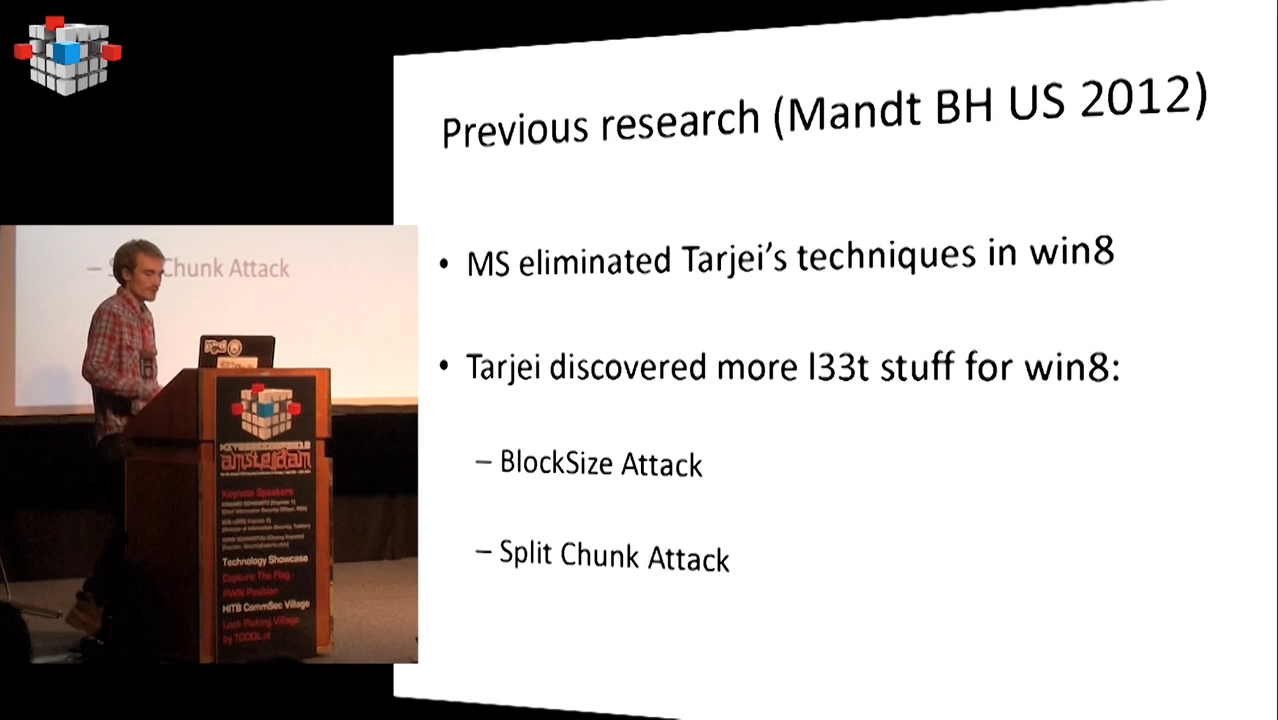 Previous research (Mandt BH US 2012)
• MS eliminated Tarjei's techniques in win8
• Tarjei discovered more l33t stuff for win8:
– BlockSize Attack
– Split Chunk Attack
– S Chunk Attack
amsterdam
Keynote Speakers
Technology Showcase
Capture The Flag -
PWN Position
HITB CommSec Village
Lock Picking Village
by TOOOL.nl